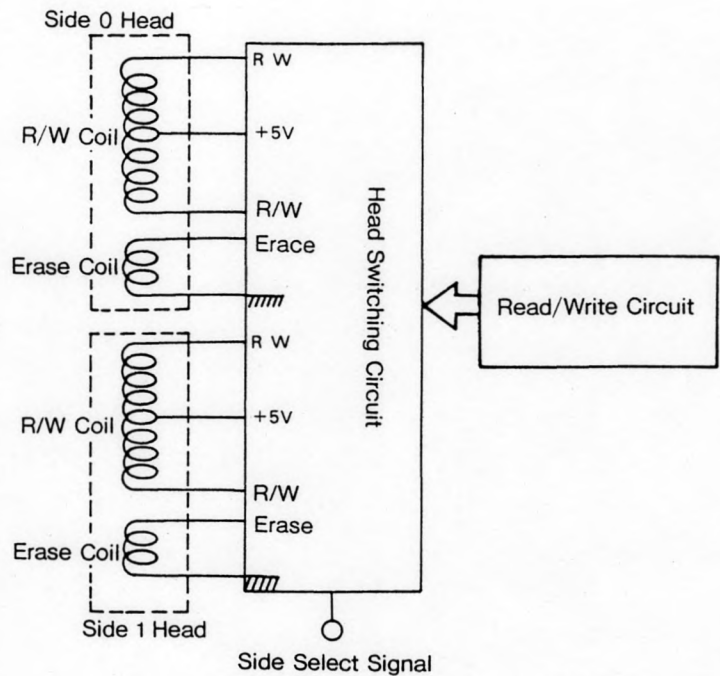 Side 0 Head
R W
R/W Coil
+5V
R/W
Erace
Erase Coil
Head Switching Circuit
Read/Write Circuit
R W
R/W Coil
+5V
R/W
Erase
Erase Coil
Side 1 Head
Side Select Signal